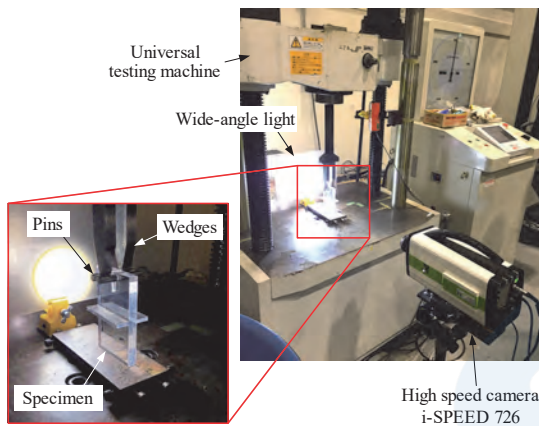 Universal
testing machine
Wide-angle light
Pins
Wedges
Specimen
High speed camera
i-SPEED 726